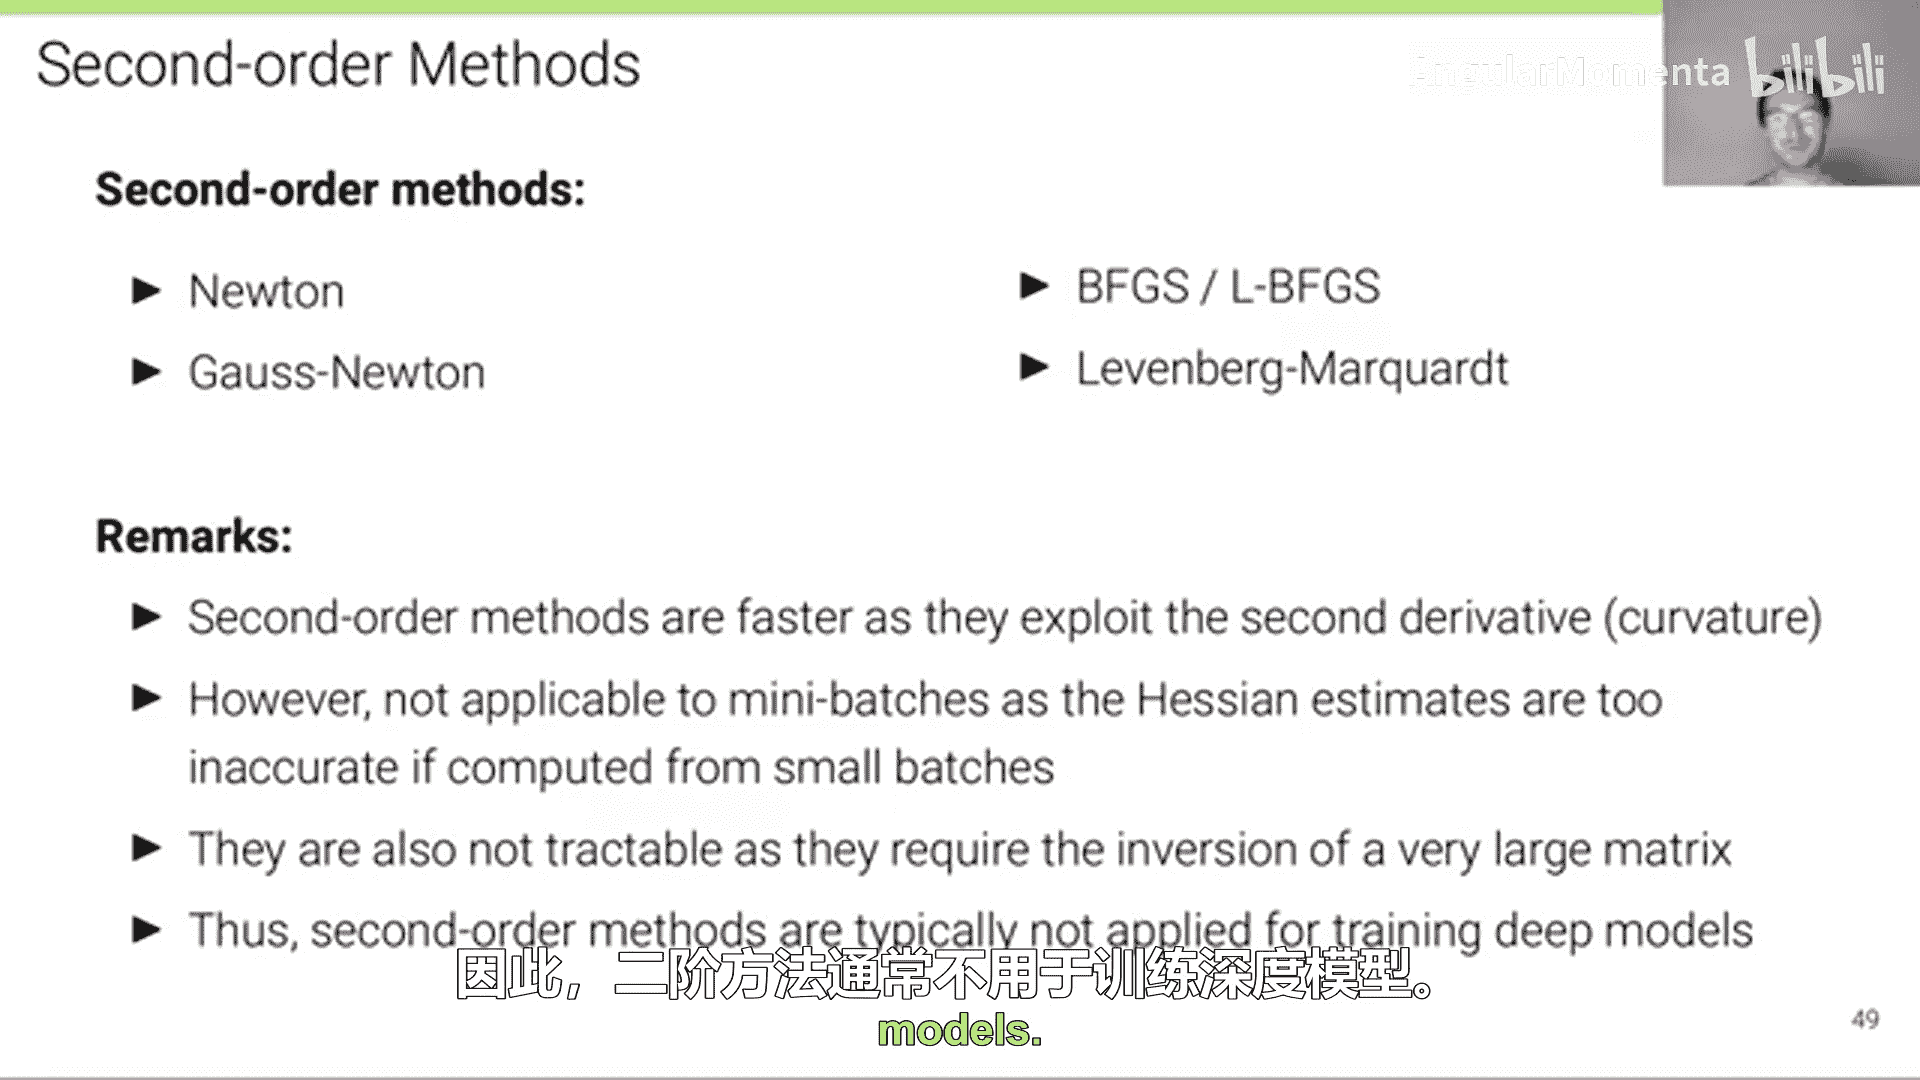 Second-order Methods
AngularMomenta bilibili
Second-order methods:
► Newton
► Gauss-Newton
► BFGS / L-BFGS
► Levenberg-Marquardt
Remarks:
► Second-order methods are faster as they exploit the second derivative (curvature)
► However, not applicable to mini-batches as the Hessian estimates are too
inaccurate if computed from small batches
► They are also not tractable as they require the inversion of a very large matrix
► Thus, second-order methods are typically not applied for training deep models
因此，二阶方法通常不用于训练深度模型。
models.
49